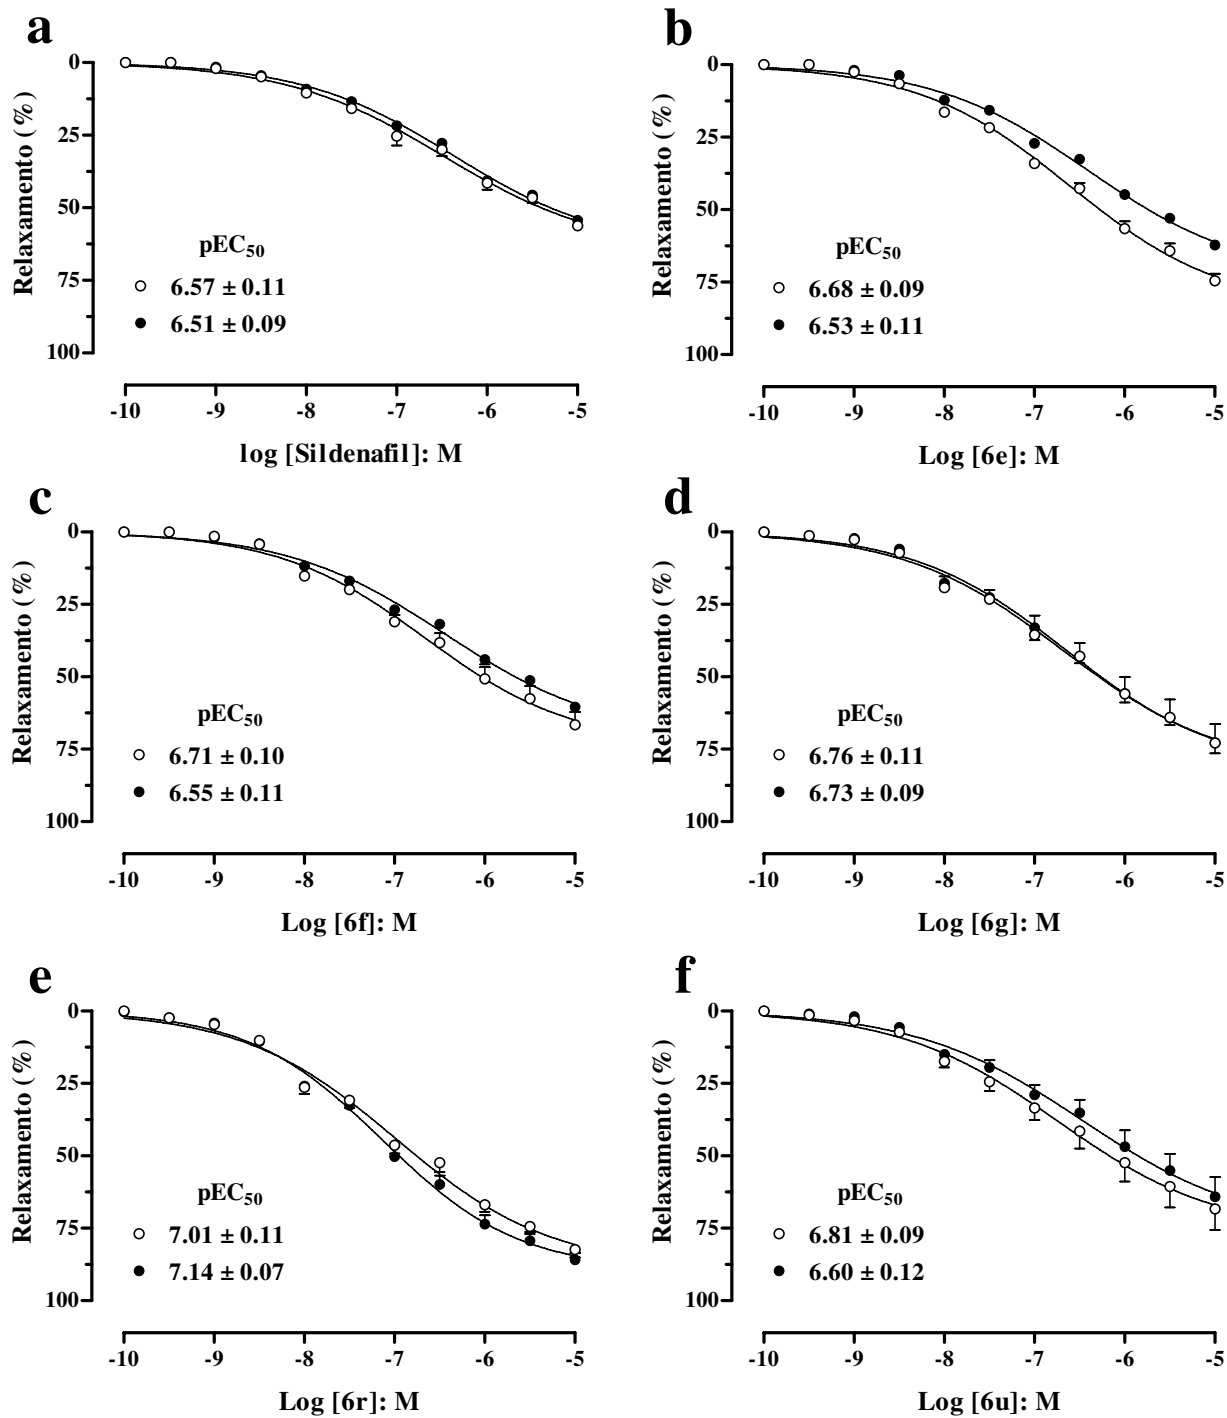 a
0
25
50
75
100
Relaxamento (%)
pEC50
6.57 ± 0.11
6.51 ± 0.09
-10 -9 -8 -7 -6 -5
log [Sildenafil]: M
b
0
25
50
75
100
Relaxamento (%)
pEC50
6.68 ± 0.09
6.53 ± 0.11
-10 -9 -8 -7 -6 -5
Log [6e]: M
c
0
25
50
75
100
Relaxamento (%)
pEC50
6.71 ± 0.10
6.55 ± 0.11
-10 -9 -8 -7 -6 -5
Log [6f]: M
d
0
25
50
75
100
Relaxamento (%)
pEC50
6.76 ± 0.11
6.73 ± 0.09
-10 -9 -8 -7 -6 -5
Log [6g]: M
e
0
25
50
75
100
Relaxamento (%)
pEC50
7.01 ± 0.11
7.14 ± 0.07
-10 -9 -8 -7 -6 -5
Log [6r]: M
f
0
25
50
75
100
Relaxamento (%)
pEC50
6.81 ± 0.09
6.60 ± 0.12
-10 -9 -8 -7 -6 -5
Log [6u]: M